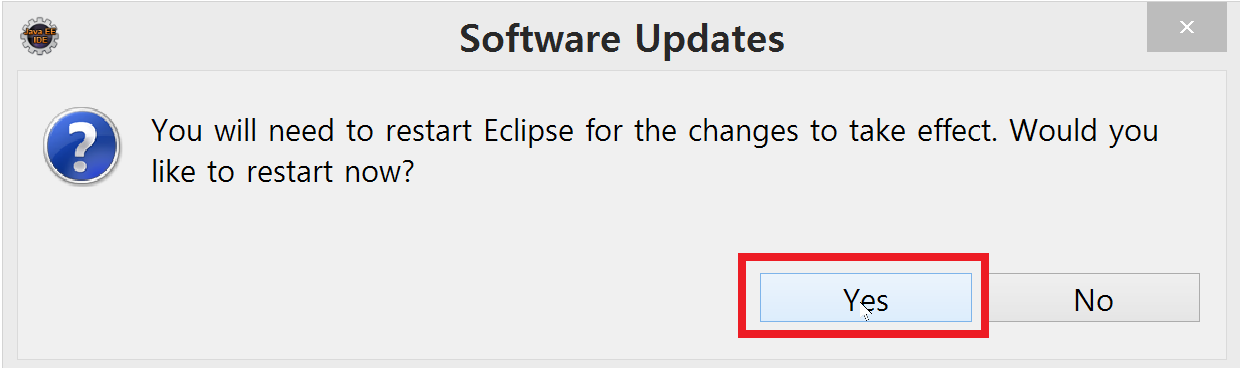 Java EE
IDE
Software Updates
You will need to restart Eclipse for the changes to take effect. Would you
like to restart now?
Yes
No